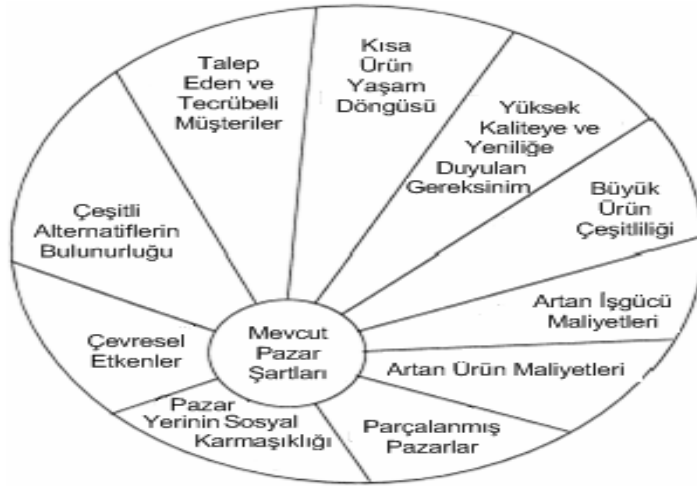 Talep
Eden ve
Tecrübeli
Müşteriler
Kısa
Ürün
Yaşam
Döngüsü
Yüksek
Kaliteye ve
Yeniliğe
Duyulan
Gereksinim
Büyük
Ürün
Çeşitliliği
Artan İşgücü
Maliyetleri
Artan Ürün Maliyetleri
Parçalanmış
Pazarlar
Pazar
Yerinin Sosyal
Karmaşıklığı
Çevresel
Etkenler
Çeşitli
Alternatiflerin
Bulunurluğu
Mevcut
Pazar
Şartları